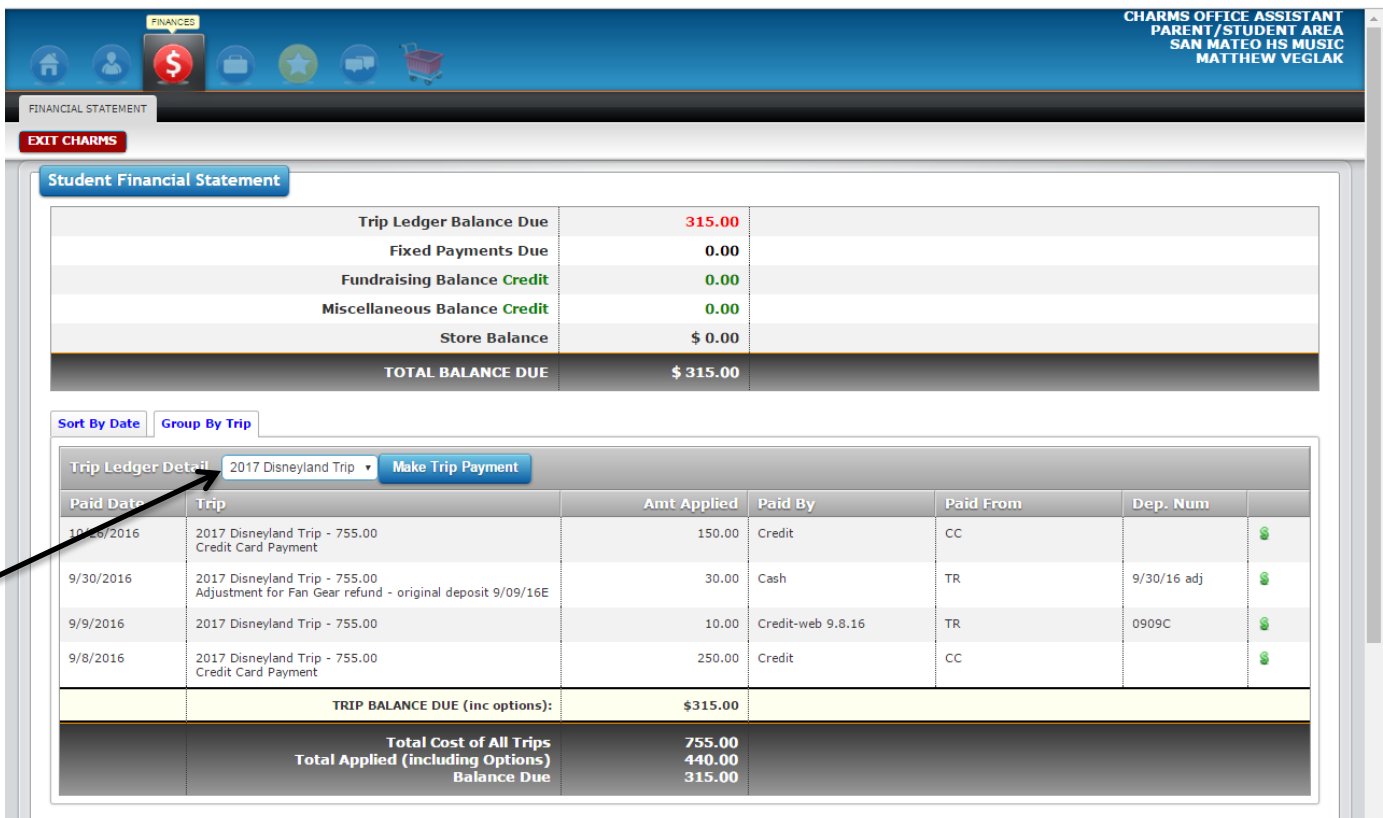 FINANCES
CHARMS OFFICE ASSISTANT
PARENT/STUDENT AREA
SAN MATEO HS MUSIC
MATTHEW VEGLAK
FINANCIAL STATEMENT
EXIT CHARMS
Student Financial Statement
Trip Ledger Balance Due 315.00
Fixed Payments Due 0.00
Fundraising Balance Credit 0.00
Miscellaneous Balance Credit 0.00
Store Balance $ 0.00
TOTAL BALANCE DUE $ 315.00
Sort By Date Group By Trip
Trip Ledger Detail 2017 Disneyland Trip Make Trip Payment
Paid Date Trip Amt Applied Paid By Paid From Dep. Num
10/26/2016 2017 Disneyland Trip - 755.00 150.00 Credit CC
Credit Card Payment
9/30/2016 2017 Disneyland Trip - 755.00 30.00 Cash TR 9/30/16 adj
Adjustment for Fan Gear refund - original deposit 9/09/16E
9/9/2016 2017 Disneyland Trip - 755.00 10.00 Credit-web 9.8.16 TR 0909C
9/8/2016 2017 Disneyland Trip - 755.00 250.00 Credit CC
Credit Card Payment
TRIP BALANCE DUE (inc options): $315.00
Total Cost of All Trips 755.00
Total Applied (including Options) 440.00
Balance Due 315.00